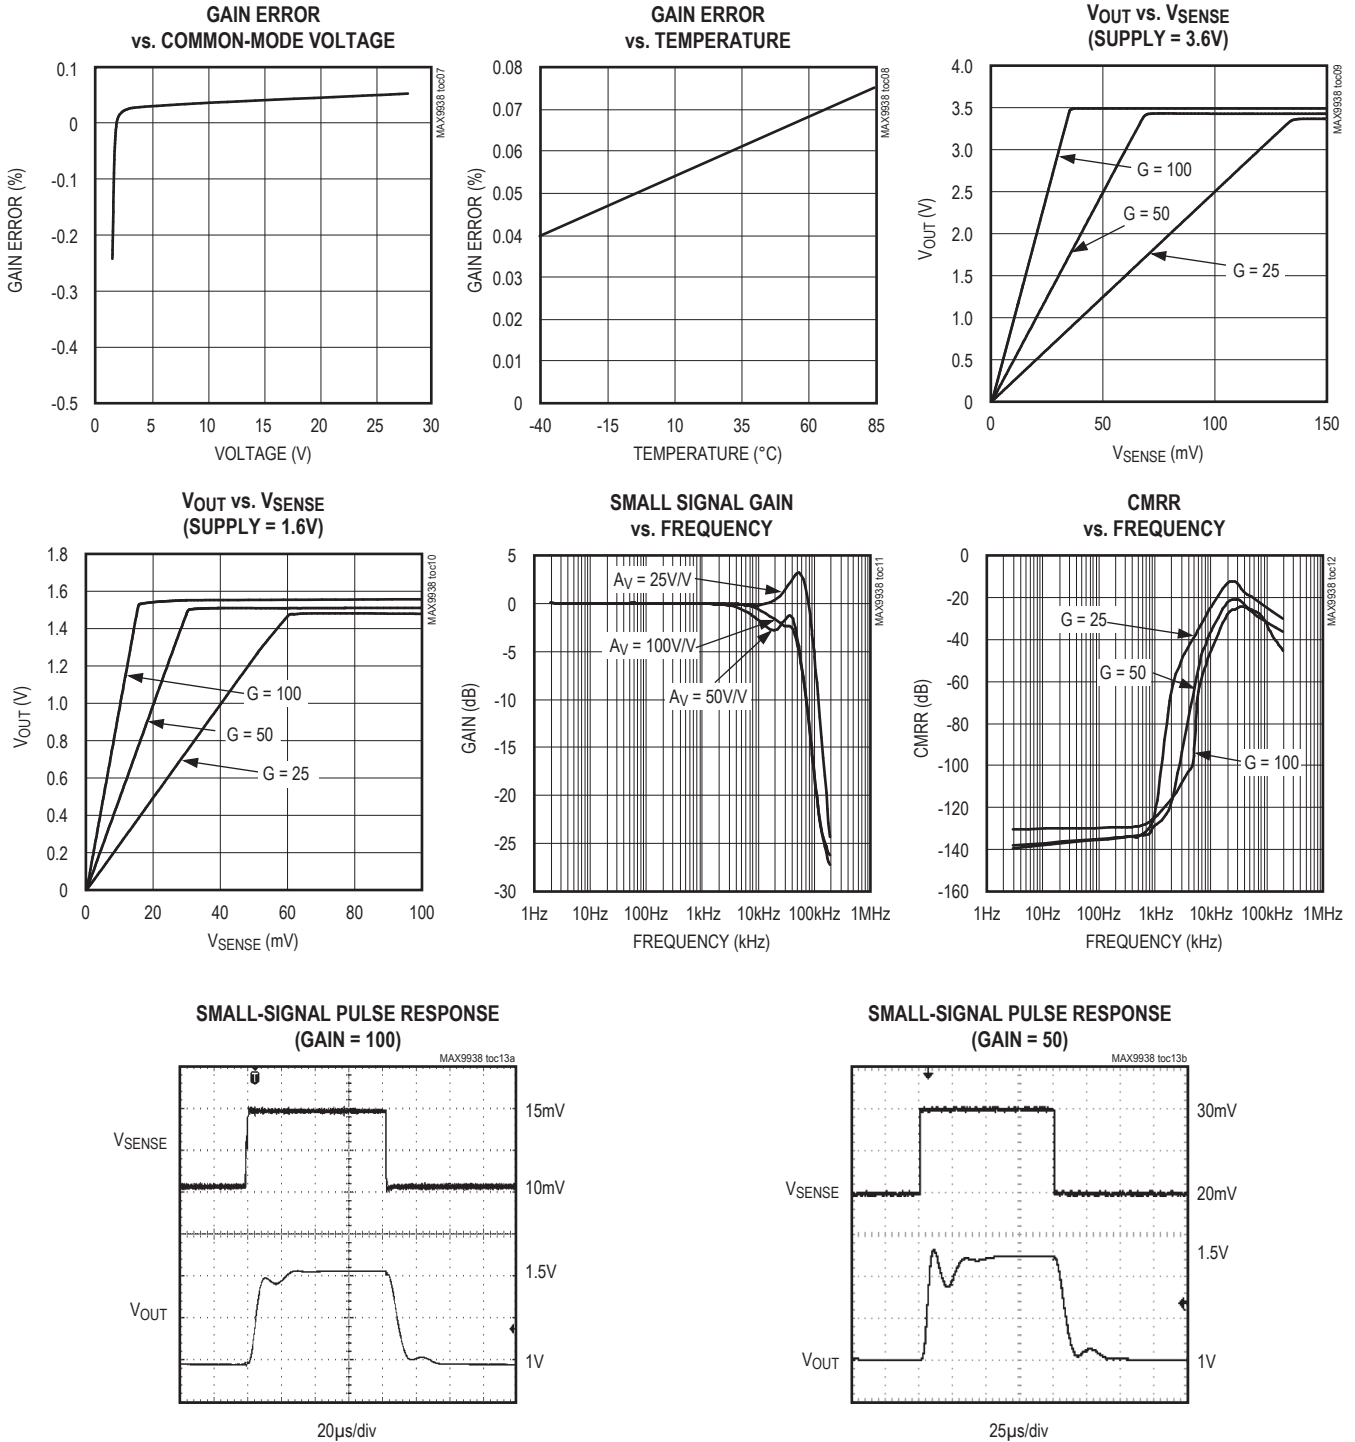 GAIN ERROR
vs. COMMON-MODE VOLTAGE
0.1
0
-0.1
-0.2
-0.3
-0.4
-0.5
GAIN ERROR (%)
0 5 10 15 20 25 30
VOLTAGE (V)
MAX9938 toc07
GAIN ERROR
vs. TEMPERATURE
0.08
0.07
0.06
0.05
0.04
0.03
0.02
0.01
0
GAIN ERROR (%)
-40 -15 10 35 60 85
TEMPERATURE (°C)
MAX9938 toc08
VOUT vs. VSENSE
(SUPPLY = 3.6V)
4.0
3.5
3.0
2.5
2.0
1.5
1.0
0.5
0
VOUT (V)
G = 100
G = 50
G = 25
0 50 100 150
VSENSE (mV)
MAX9938 toc09
VOUT vs. VSENSE
(SUPPLY = 1.6V)
1.8
1.6
1.4
1.2
1.0
0.8
0.6
0.4
0.2
0
VOUT (V)
G = 100
G = 50
G = 25
0 20 40 60 80 100
VSENSE (mV)
MAX9938 toc10
SMALL SIGNAL GAIN
vs. FREQUENCY
5
0
-5
-10
-15
-20
-25
-30
GAIN (dB)
AV = 25V/V
AV = 100V/V
AV = 50V/V
1Hz 10Hz 100Hz 1kHz 10kHz 100kHz 1MHz
FREQUENCY (kHz)
MAX9938 toc11
CMRR
vs. FREQUENCY
0
-20
-40
-60
-80
-100
-120
-140
-160
CMRR (dB)
G = 25
G = 50
G = 100
1Hz 10Hz 100Hz 1kHz 10kHz 100kHz 1MHz
FREQUENCY (kHz)
MAX9938 toc12
SMALL-SIGNAL PULSE RESPONSE
(GAIN = 100)
MAX9938 toc13a
T
VSENSE
15mV
10mV
VOUT
1.5V
1V
20µs/div
SMALL-SIGNAL PULSE RESPONSE
(GAIN = 50)
MAX9938 toc13b
30mV
VSENSE
20mV
1.5V
VOUT
1V
25µs/div